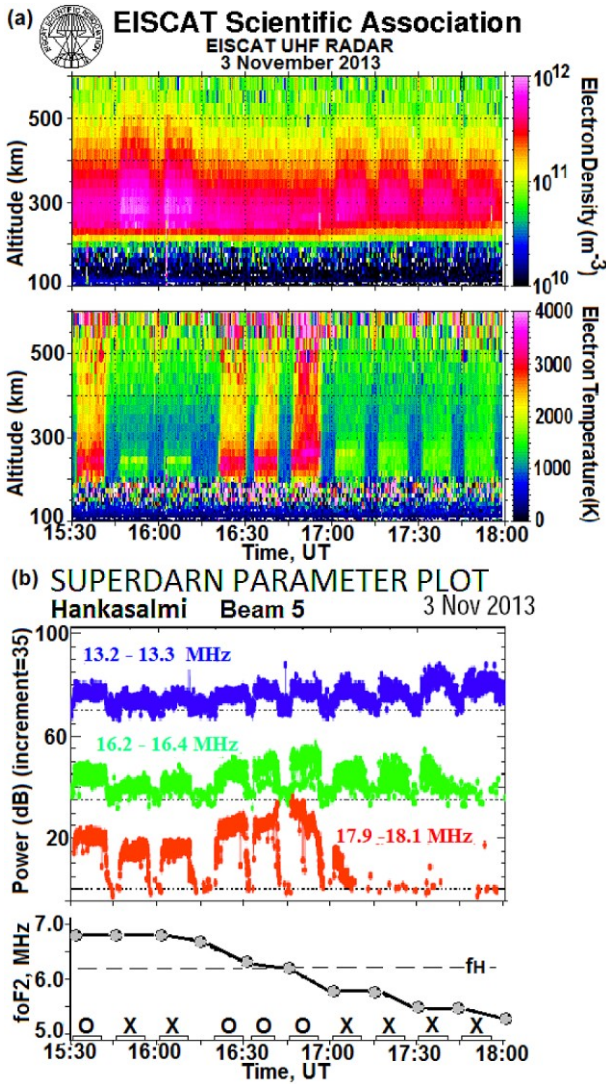 (a) EISCAT Scientific Association
EISCAT UHF RADAR
3 November 2013
500
300
100
Altitude (km)
10^12
10^11
10^10
Electron Density (m^-3)
500
300
100
Altitude (km)
4000
3000
2000
1000
0
Electron Temperature(K)
15:30 16:00 16:30 17:00 17:30 18:00
Time, UT
(b) SUPERDARN PARAMETER PLOT
Hankasalmi Beam 5 3 Nov 2013
100
60
20
Power (dB) (increment=35)
13.2 - 13.3 MHz
16.2 - 16.4 MHz
17.9 -18.1 MHz
7.0
6.0
5.0
foF2, MHz
fH
O X X O O O X X X X
15:30 16:00 16:30 17:00 17:30 18:00
Time, UT